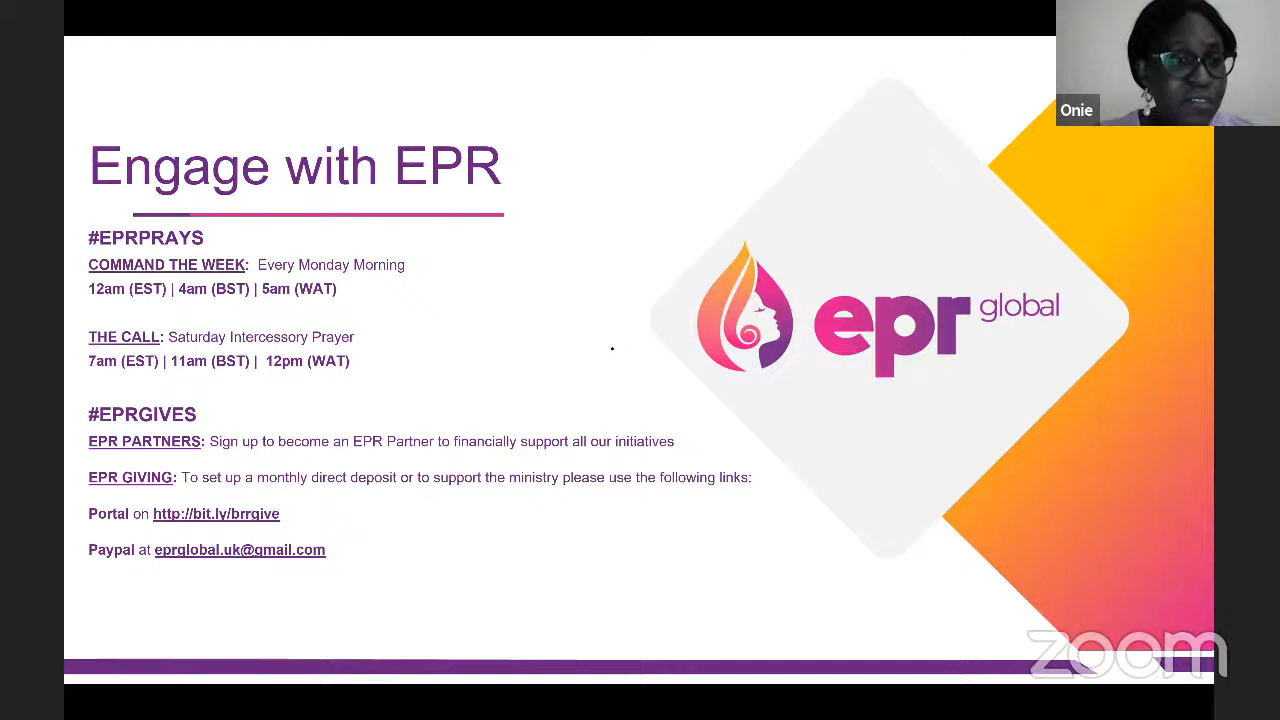 Onie
Engage with EPR
#EPRPRAYS
COMMAND THE WEEK: Every Monday Morning
12am (EST) | 4am (BST) | 5am (WAT)
THE CALL: Saturday Intercessory Prayer
7am (EST) | 11am (BST) | 12pm (WAT)
#EPRGIVES
EPR PARTNERS: Sign up to become an EPR Partner to financially support all our initiatives
EPR GIVING: To set up a monthly direct deposit or to support the ministry please use the following links:
Portal on http://bit.ly/brrgive
Paypal at eprglobal.uk@gmail.com
epr global
zoom